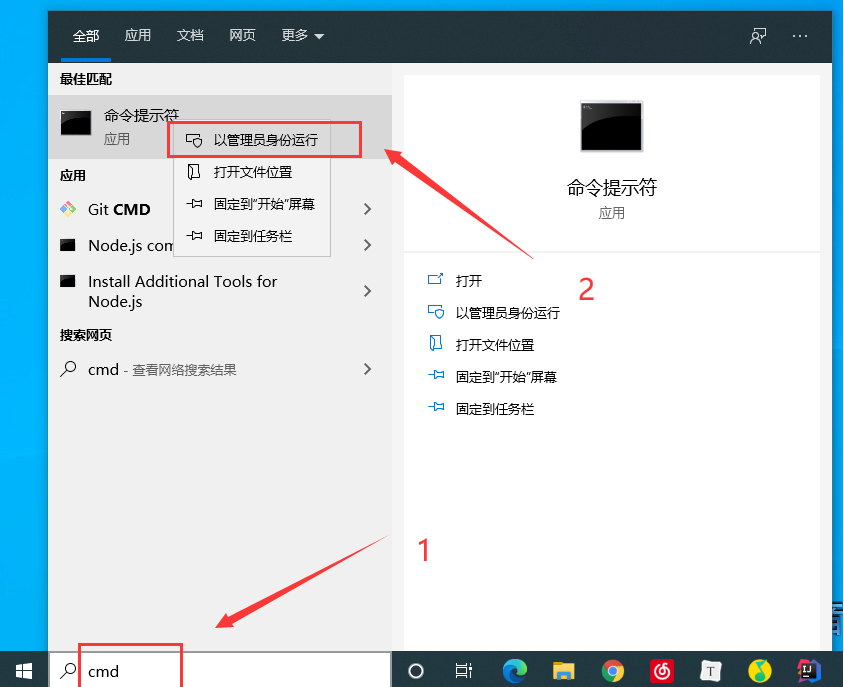 全部 应用 文档 网页 更多 ...
最佳匹配
命令提示符
应用
以管理员身份运行
打开文件位置
固定到"开始"屏幕
固定到任务栏
应用
Git CMD
Node.js com
Install Additional Tools for
Node.js
搜索网页
cmd - 查看网络搜索结果
命令提示符
应用
打开
以管理员身份运行
打开文件位置
固定到"开始"屏幕
固定到任务栏
2
1
cmd
T
IJ